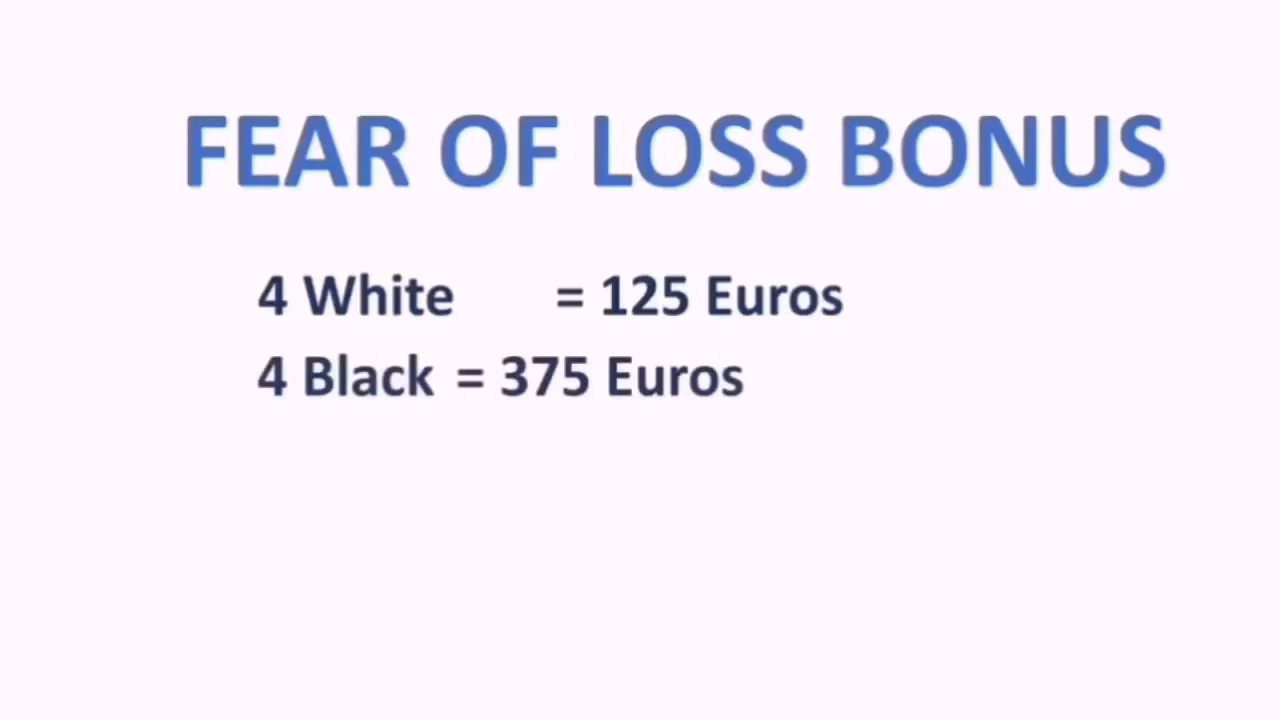 FEAR OF LOSS BONUS
4 White = 125 Euros
4 Black = 375 Euros